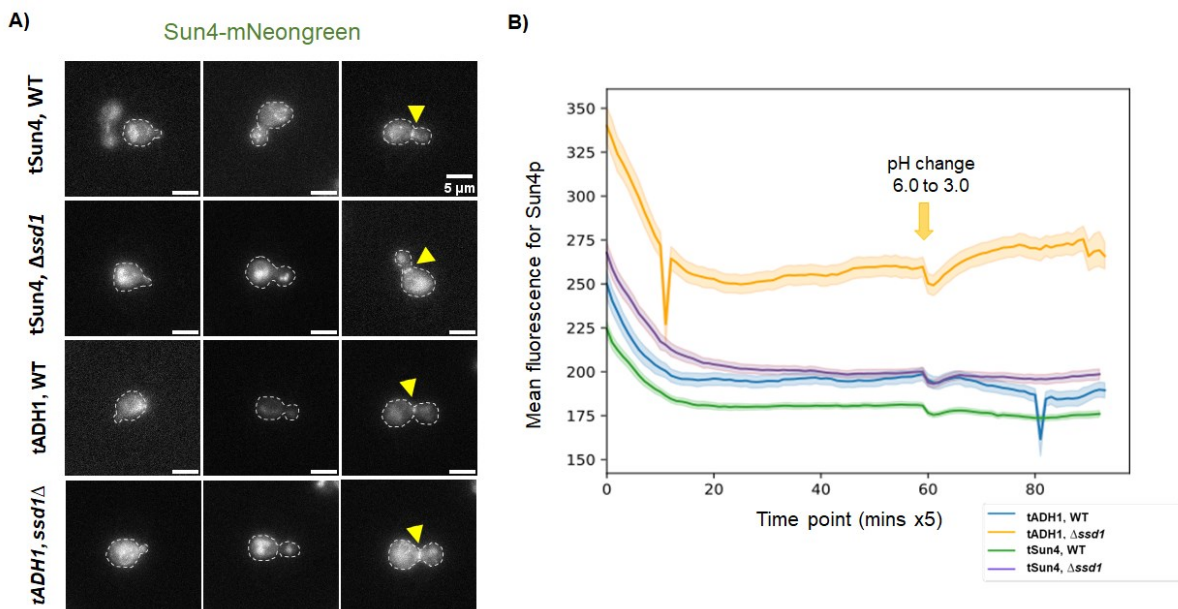 A)
Sun4-mNeongreen
tSun4, WT
5 µm
tSun4, Δssd1
tADH1, WT
tADH1, ssd1Δ
B)
Mean fluorescence for Sun4p
350
325
300
275
250
225
200
175
150
pH change
6.0 to 3.0
0
20
40
60
80
Time point (mins x5)
tADH1, WT
tADH1, Δssd1
tSun4, WT
tSun4, Δssd1